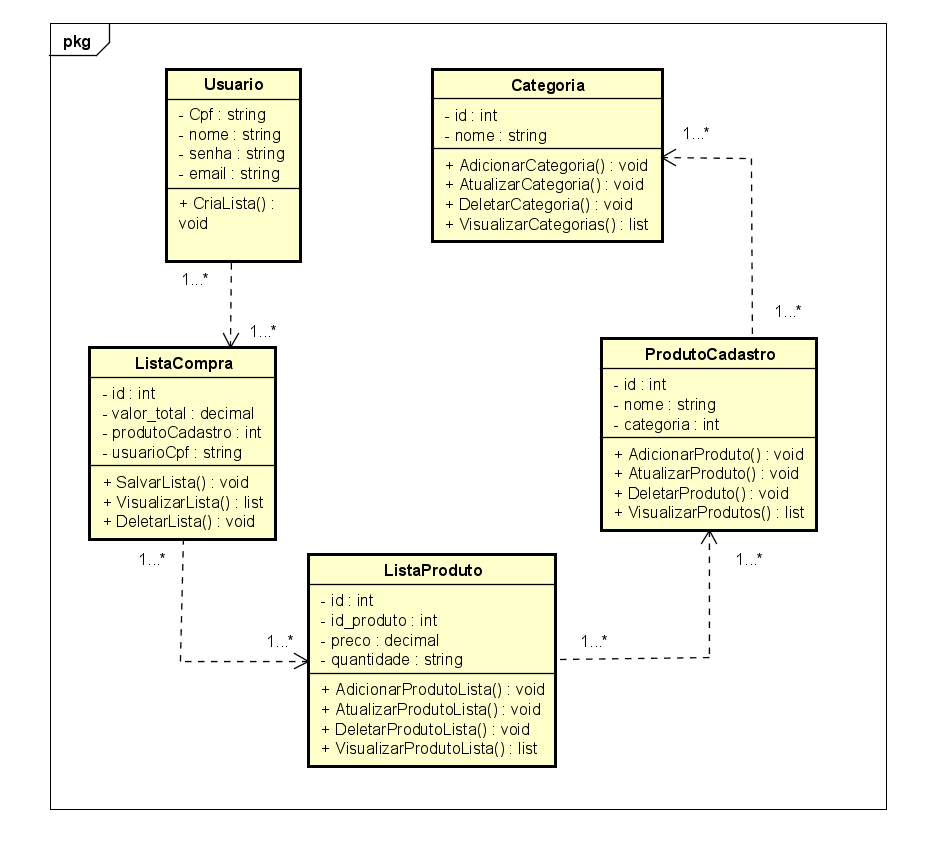 pkg
Usuario
- Cpf : string
- nome : string
- senha : string
- email : string
+ CriaLista() :
void
1...*
1...*
Categoria
- id : int
- nome : string
+ AdicionarCategoria() : void
+ AtualizarCategoria() : void
+ DeletarCategoria() : void
+ VisualizarCategorias() : list
1...*
1...*
ListaCompra
- id : int
- valor_total : decimal
- produtoCadastro : int
- usuarioCpf : string
+ SalvarLista() : void
+ VisualizarLista() : list
+ DeletarLista() : void
1...*
1...*
ProdutoCadastro
- id : int
- nome : string
- categoria : int
+ AdicionarProduto() : void
+ AtualizarProduto() : void
+ DeletarProduto() : void
+ VisualizarProdutos() : list
1...*
1...*
ListaProduto
- id : int
- id_produto : int
- preco : decimal
- quantidade : string
+ AdicionarProdutoLista() : void
+ AtualizarProdutoLista() : void
+ DeletarProdutoLista() : void
+ VisualizarProdutoLista() : list